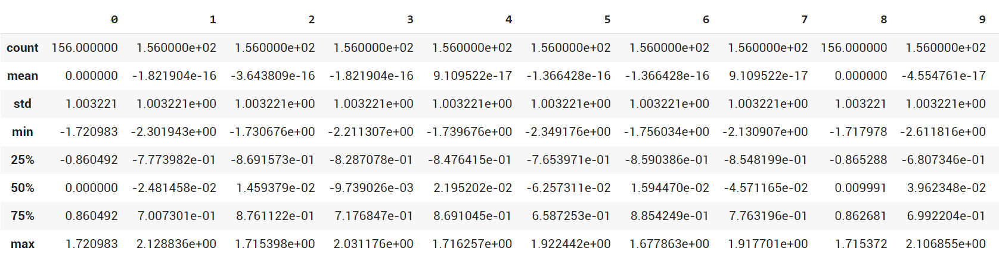 0 1 2 3 4 5 6 7 8 9
count 156.000000 1.560000e+02 1.560000e+02 1.560000e+02 1.560000e+02 1.560000e+02 1.560000e+02 1.560000e+02 156.000000 1.560000e+02
mean 0.000000 -1.821904e-16 -3.643809e-16 -1.821904e-16 9.109522e-17 -1.366428e-16 -1.366428e-16 9.109522e-17 0.000000 -4.554761e-17
std 1.003221 1.003221e+00 1.003221e+00 1.003221e+00 1.003221e+00 1.003221e+00 1.003221e+00 1.003221e+00 1.003221 1.003221e+00
min -1.720983 -2.301943e+00 -1.730676e+00 -2.211307e+00 -1.739676e+00 -2.349176e+00 -1.756034e+00 -2.130907e+00 -1.717978 -2.611816e+00
25% -0.860492 -7.773982e-01 -8.691573e-01 -8.287078e-01 -8.476415e-01 -7.653971e-01 -8.590386e-01 -8.548199e-01 -0.865288 -6.807346e-01
50% 0.000000 -2.481458e-02 1.459379e-02 -9.739026e-03 2.195202e-02 -6.257311e-02 1.594470e-02 -4.571165e-02 0.009991 3.962348e-02
75% 0.860492 7.007301e-01 8.761122e-01 7.176847e-01 8.691045e-01 6.587253e-01 8.854249e-01 7.763196e-01 0.862681 6.992204e-01
max 1.720983 2.128836e+00 1.715398e+00 2.031176e+00 1.716257e+00 1.922442e+00 1.677863e+00 1.917701e+00 1.715372 2.106855e+00